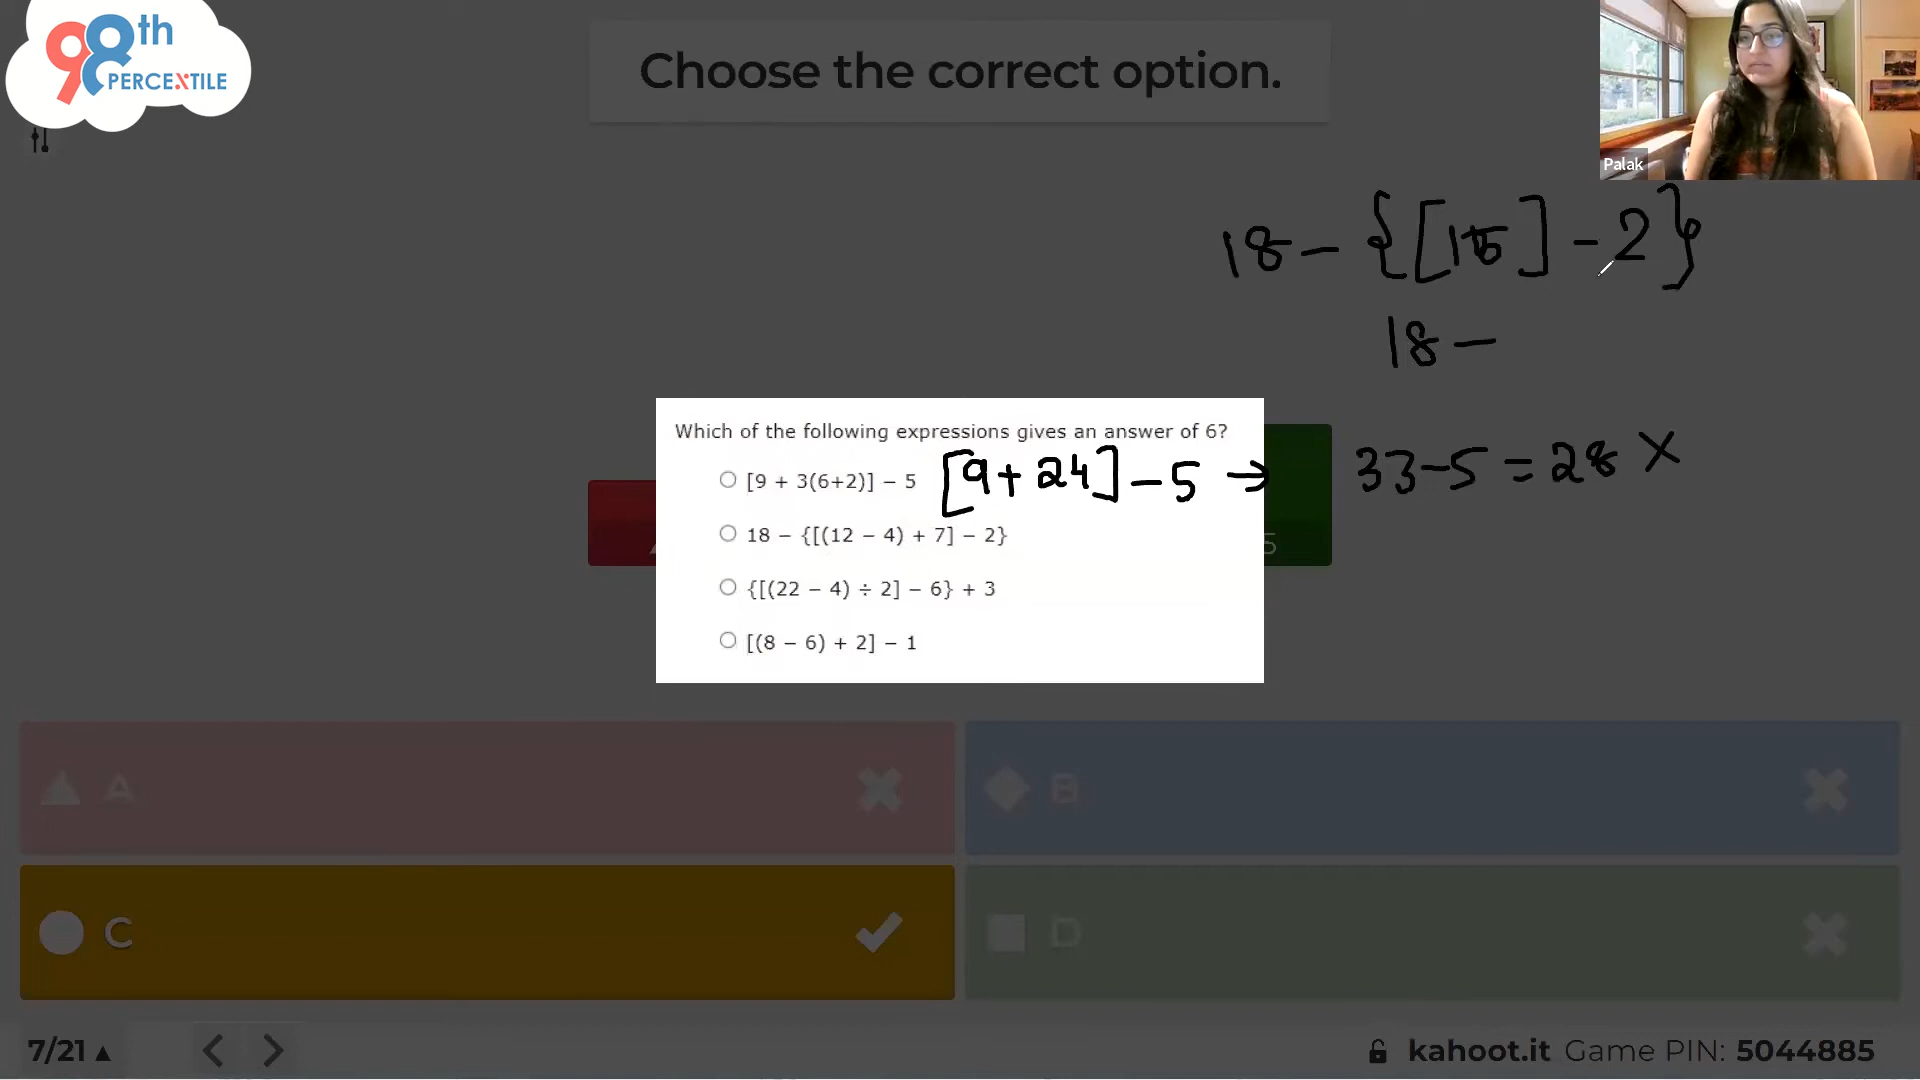 98th
PERCEXTILE
Choose the correct option.
Palak
18 - {[15] - 2}
18 -
Which of the following expressions gives an answer of 6?
[9 + 3(6+2)] − 5 [9 + 24] - 5 → 33 - 5 = 28 ×
18 − {[(12 − 4) + 7] − 2}
5
{[(22 − 4) ÷ 2] − 6} + 3
[(8 − 6) + 2] − 1
A
B
C
D
7/21 ▲
kahoot.it Game PIN: 5044885